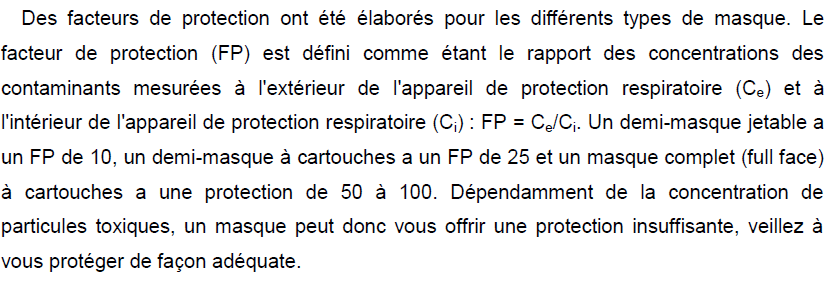 Des facteurs de protection ont été élaborés pour les différents types de masque. Le
facteur de protection (FP) est défini comme étant le rapport des concentrations des
contaminants mesurées à l'extérieur de l'appareil de protection respiratoire (Cₑ) et à
l'intérieur de l'appareil de protection respiratoire (Cᵢ) : FP = Cₑ/Cᵢ. Un demi-masque jetable a
un FP de 10, un demi-masque à cartouches a un FP de 25 et un masque complet (full face)
à cartouches a une protection de 50 à 100. Dépendamment de la concentration de
particules toxiques, un masque peut donc vous offrir une protection insuffisante, veillez à
vous protéger de façon adéquate.